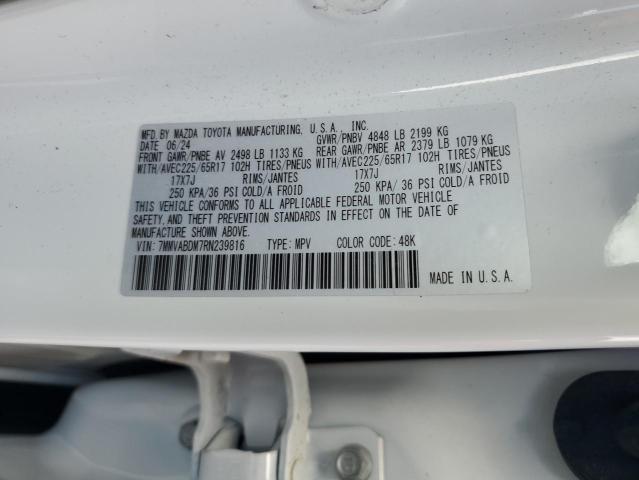 MFD.BY MAZDA TOYOTA MANUFACTURING, U.S.A., INC.
DATE 06/24 GVWR/PNBV 4848 LB 2199 KG
FRONT GAWR/PNBE AV 2498 LB 1133 KG REAR GAWR/PNBE AR 2379 LB 1079 KG
WITH/AVEC225/65R17 102H TIRES/PNEUS WITH/AVEC225/65R17 102H TIRES/PNEUS
17X7J RIMS/JANTES 17X7J RIMS/JANTES
250 KPA/36 PSI COLD/A FROID 250 KPA/36 PSI COLD/A FROID
THIS VEHICLE CONFORMS TO ALL APPLICABLE FEDERAL MOTOR VEHICLE
SAFETY, AND THEFT PREVENTION STANDARDS IN EFFECT ON THE DATE OF
MANUFACTURE SHOWN ABOVE.
VIN: 7MMVABDM7RN239816 TYPE: MPV COLOR CODE: 48K
MADE IN U.S.A.